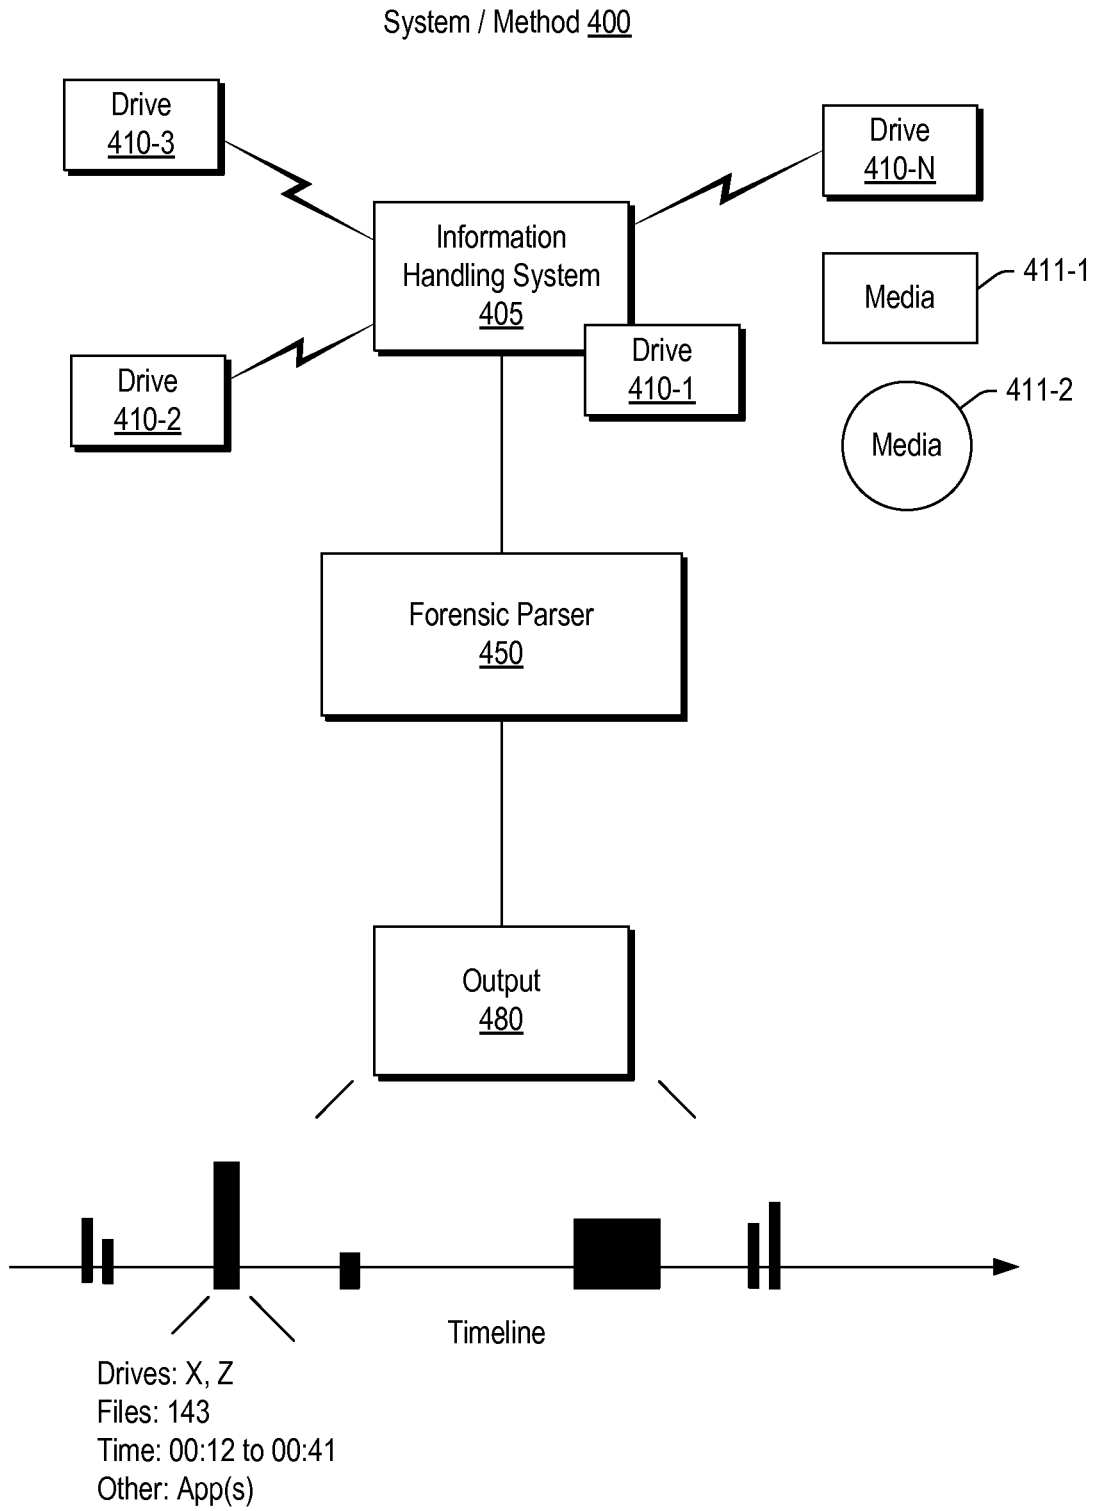 System / Method 400
Drive
410-3
Drive
410-N
Information
Handling System
405
Media
411-1
Drive
410-2
Drive
410-1
Media
411-2
Forensic Parser
450
Output
480
Timeline
Drives: X, Z
Files: 143
Time: 00:12 to 00:41
Other: App(s)